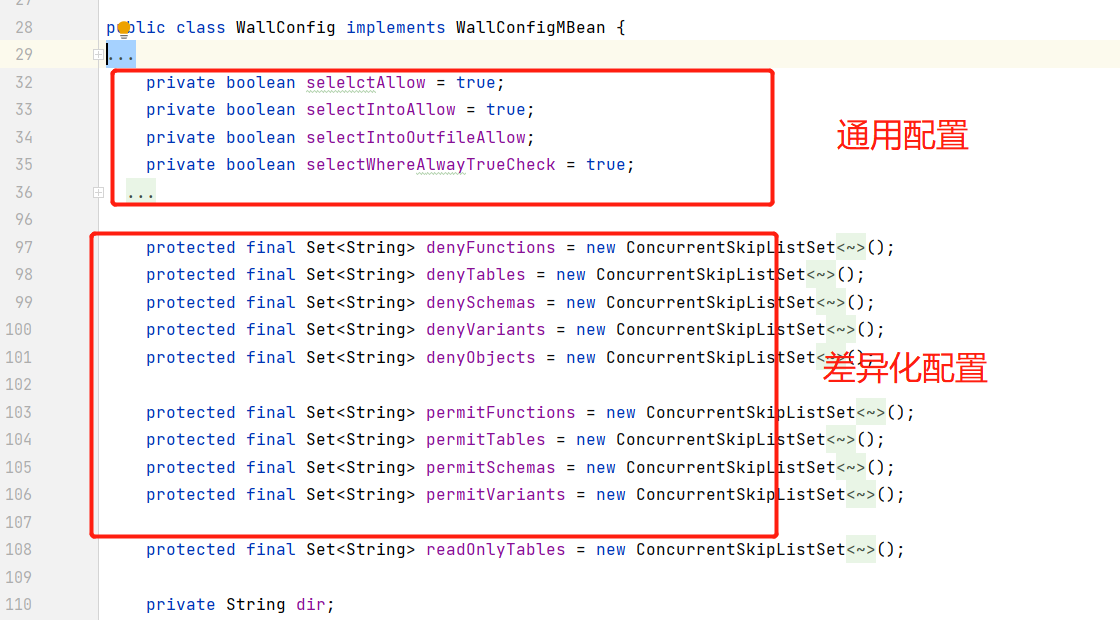 27
28 public class WallConfig implements WallConfigMBean {
29 ...
32 private boolean selelctAllow = true;
33 private boolean selectIntoAllow = true;
34 private boolean selectIntoOutfileAllow;
35 private boolean selectWhereAlwayTrueCheck = true;
36 ...
通用配置
96
97 protected final Set<String> denyFunctions = new ConcurrentSkipListSet<~>();
98 protected final Set<String> denyTables = new ConcurrentSkipListSet<~>();
99 protected final Set<String> denySchemas = new ConcurrentSkipListSet<~>();
100 protected final Set<String> denyVariants = new ConcurrentSkipListSet<~>();
101 protected final Set<String> denyObjects = new ConcurrentSkipListSet<~>();
差异化配置
102
103 protected final Set<String> permitFunctions = new ConcurrentSkipListSet<~>();
104 protected final Set<String> permitTables = new ConcurrentSkipListSet<~>();
105 protected final Set<String> permitSchemas = new ConcurrentSkipListSet<~>();
106 protected final Set<String> permitVariants = new ConcurrentSkipListSet<~>();
107
108 protected final Set<String> readOnlyTables = new ConcurrentSkipListSet<~>();
109
110 private String dir;